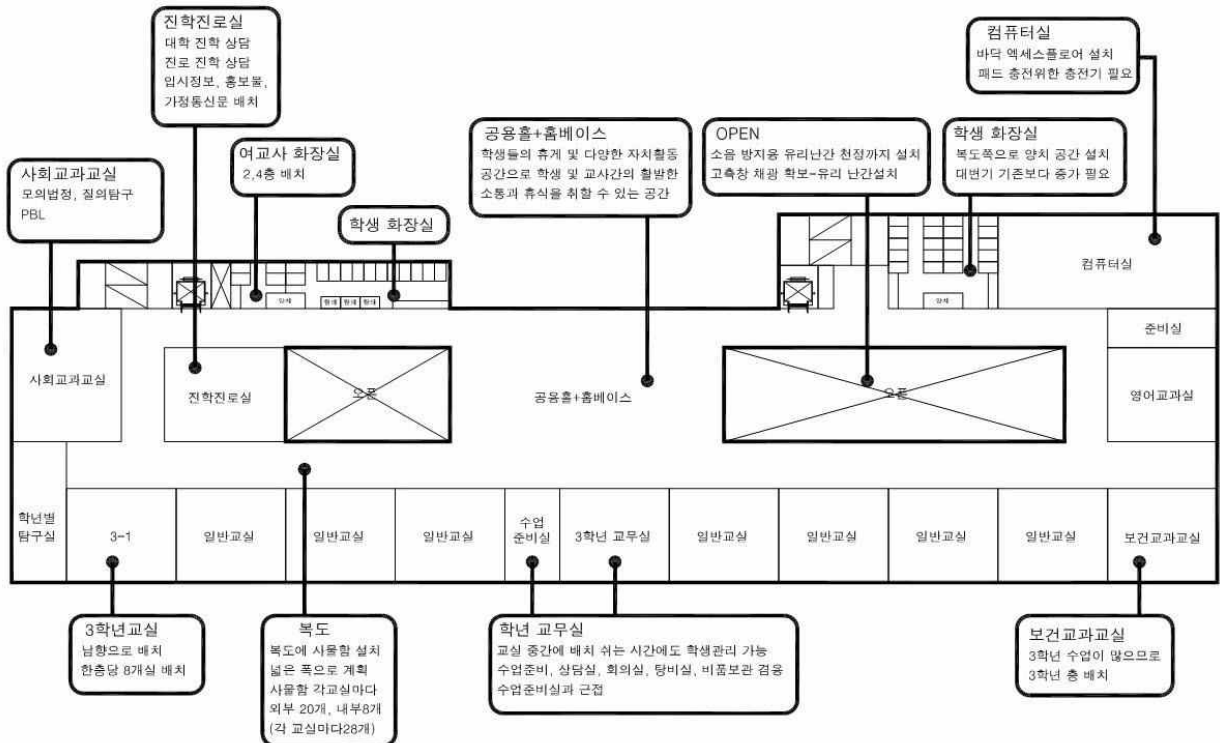 진학진로실
대학 진학 상담
진로 진학 상담
입시정보, 홍보물,
가정통신문 배치
컴퓨터실
바닥 엑세스플로어 설치
패드 충전위한 충전기 필요
여교사 화장실
2,4층 배치
공용홀+홈베이스
학생들의 휴게 및 다양한 자치활동
공간으로 학생 및 교사간의 활발한
소통과 휴식을 취할 수 있는 공간
OPEN
소음 방지용 유리난간 천정까지 설치
고측창 채광 확보-유리 난간설치
학생 화장실
복도쪽으로 양치 공간 설치
대변기 기존보다 증가 필요
사회교과교실
모의법정, 질의탐구
PBL
학생 화장실
컴퓨터실
준비실
사회교과교실
진학진로실
오픈
공용홀+홈베이스
오픈
영어교과실
학년별
탐구실
3-1
일반교실
일반교실
일반교실
수업
준비실
3학년 교무실
일반교실
일반교실
일반교실
일반교실
보건교과교실
3학년교실
남향으로 배치
한층당 8개실 배치
복도
복도에 사물함 설치
넓은 폭으로 계획
사물함 각교실마다
외부 20개, 내부8개
(각 교실마다28개)
학년 교무실
교실 중간에 배치 쉬는 시간에도 학생관리 가능
수업준비, 상담실, 회의실, 탕비실, 비품보관 겸용
수업준비실과 근접
보건교과교실
3학년 수업이 많으므로
3학년 층 배치